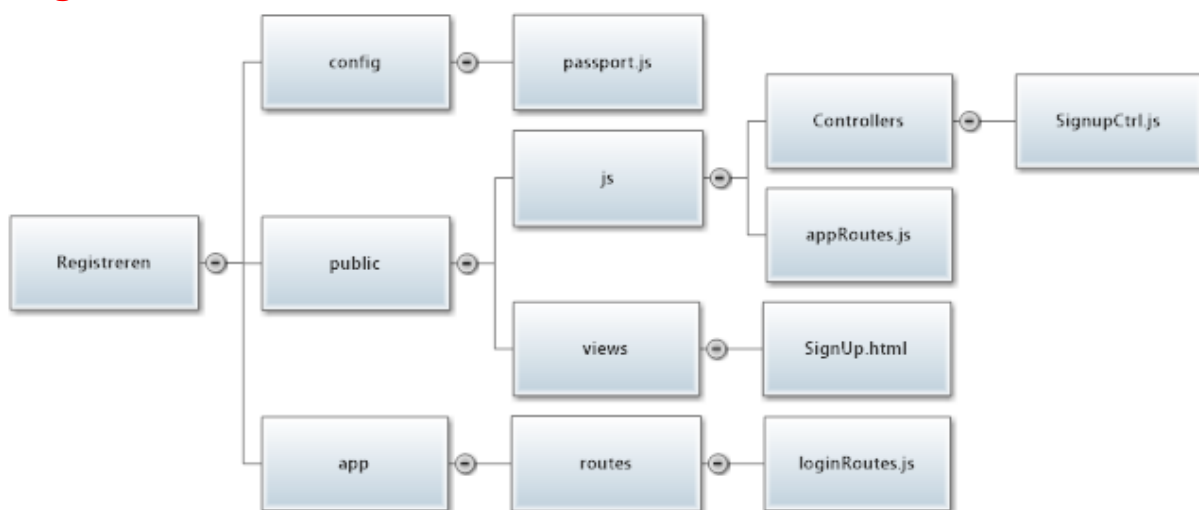 config
passport.js
Controllers
SignupCtrl.js
js
appRoutes.js
Registreren
public
views
SignUp.html
app
routes
loginRoutes.js